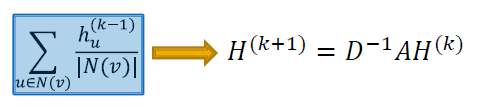 ∑_{u∈N(v)} h_u^{(k−1)} / |N(v)| H^{(k+1)} = D^{−1}AH^{(k)}